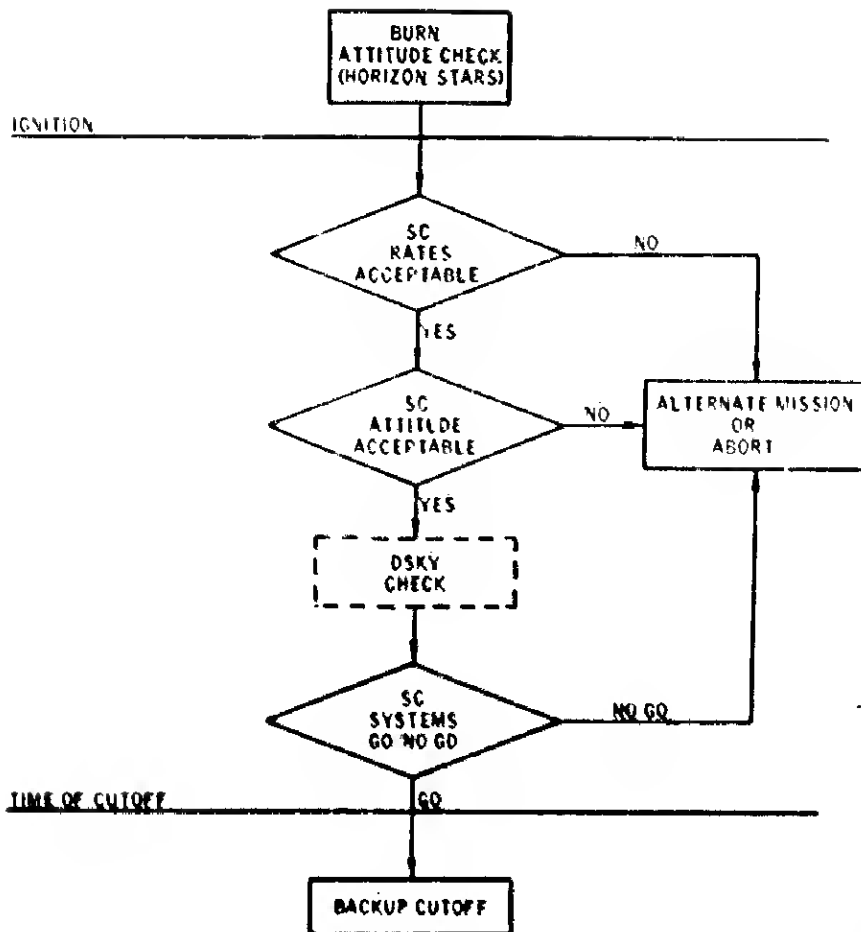 BURN
ATTITUDE CHECK
(HORIZON STARS)
IGNITION
SC
RATES
ACCEPTABLE
NO
YES
SC
ATTITUDE
ACCEPTABLE
NO
ALTERNATE MISSION
OR
ABORT
YES
DSKY
CHECK
SC
SYSTEMS
GO NO GO
NO GO
TIME OF CUTOFF
GO
BACKUP CUTOFF